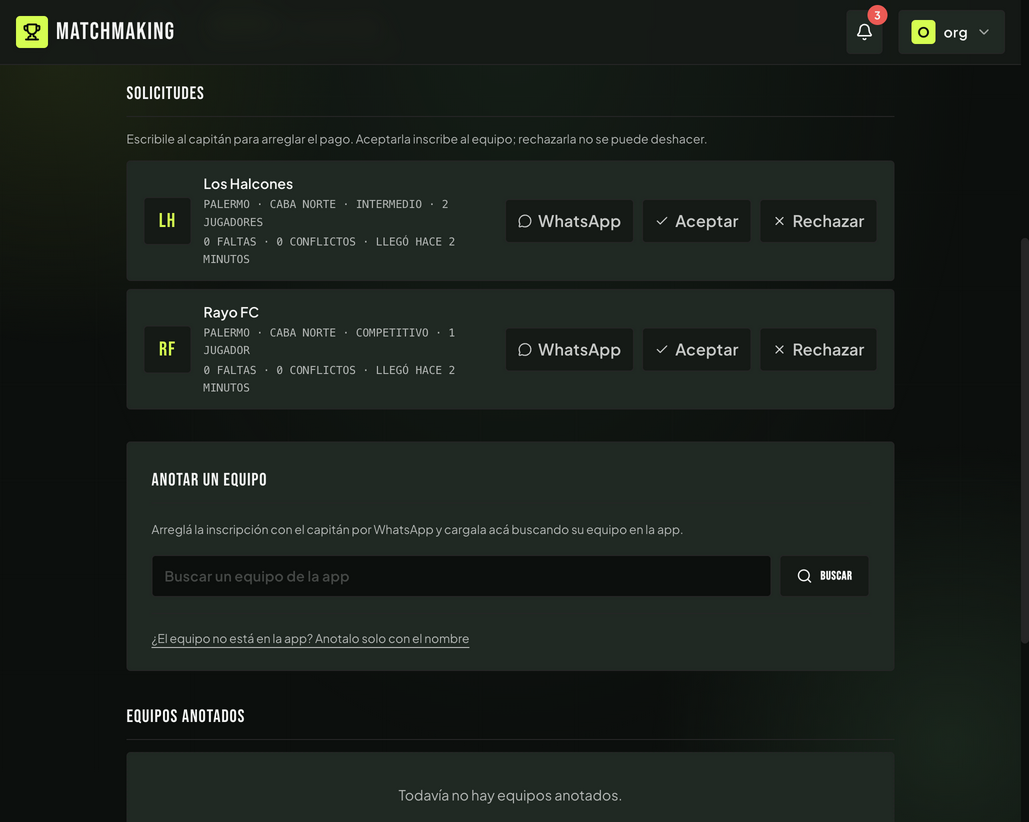 MATCHMAKING
3
O org
SOLICITUDES
Escribile al capitán para arreglar el pago. Aceptarla inscribe al equipo; rechazarla no se puede deshacer.
LH
Los Halcones
PALERMO · CABA NORTE · INTERMEDIO · 2
JUGADORES
0 FALTAS · 0 CONFLICTOS · LLEGÓ HACE 2
MINUTOS
WhatsApp
Aceptar
Rechazar
RF
Rayo FC
PALERMO · CABA NORTE · COMPETITIVO · 1
JUGADOR
0 FALTAS · 0 CONFLICTOS · LLEGÓ HACE 2
MINUTOS
WhatsApp
Aceptar
Rechazar
ANOTAR UN EQUIPO
Arreglá la inscripción con el capitán por WhatsApp y cargala acá buscando su equipo en la app.
Buscar un equipo de la app
BUSCAR
¿El equipo no está en la app? Anotalo solo con el nombre
EQUIPOS ANOTADOS
Todavía no hay equipos anotados.